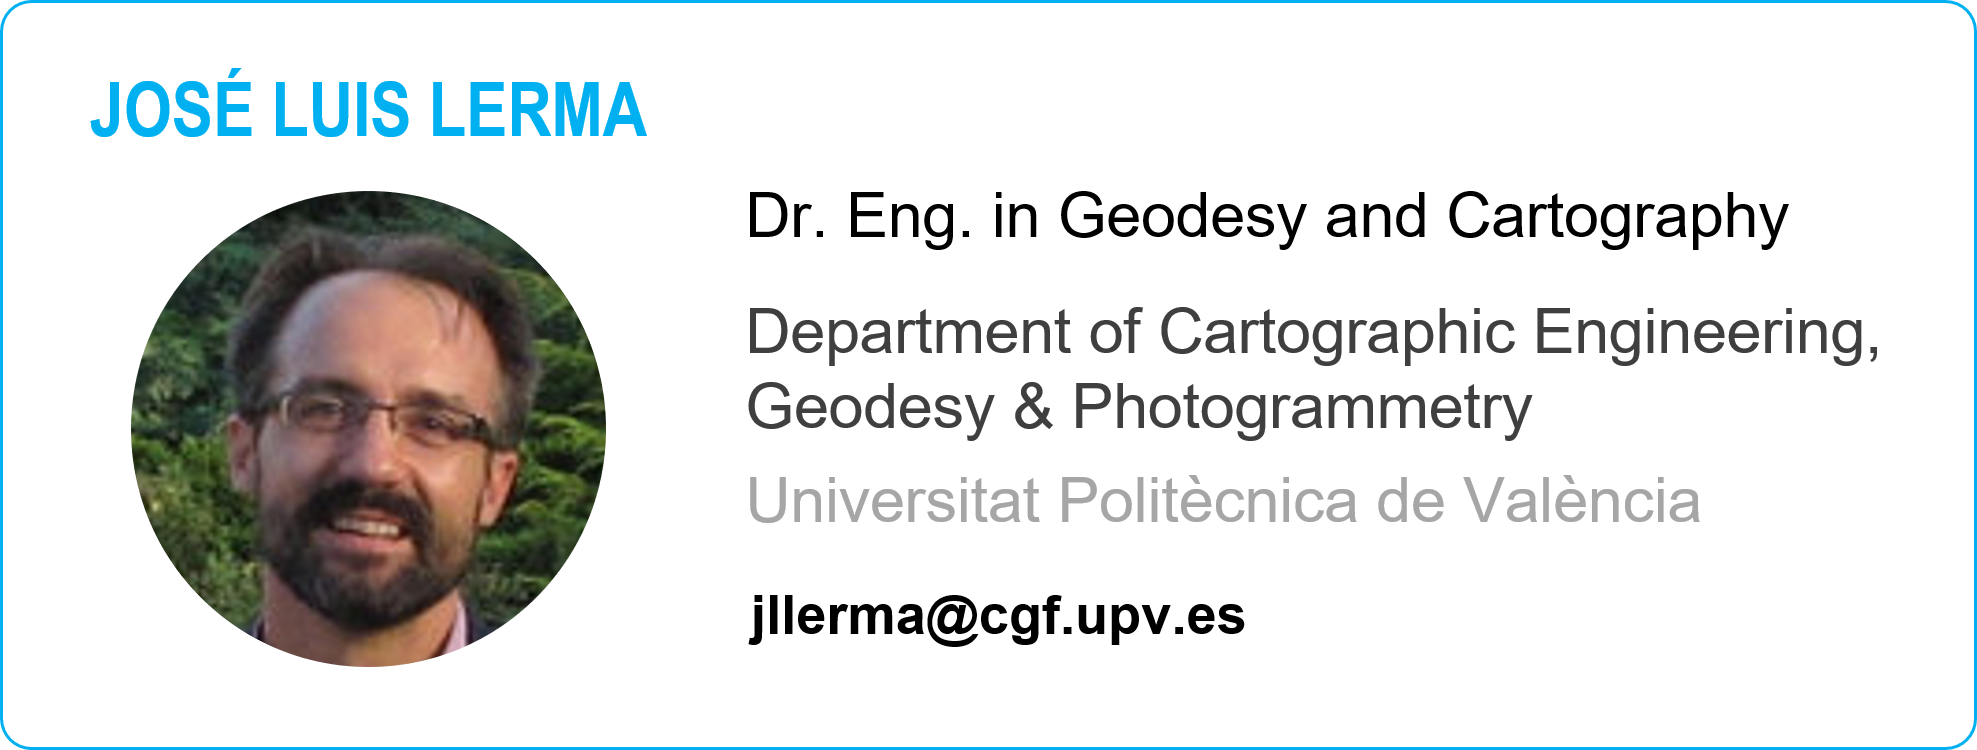 JOSÉ LUIS LERMA
Dr. Eng. in Geodesy and Cartography
Department of Cartographic Engineering,
Geodesy & Photogrammetry
Universitat Politècnica de València
jllerma@cgf.upv.es